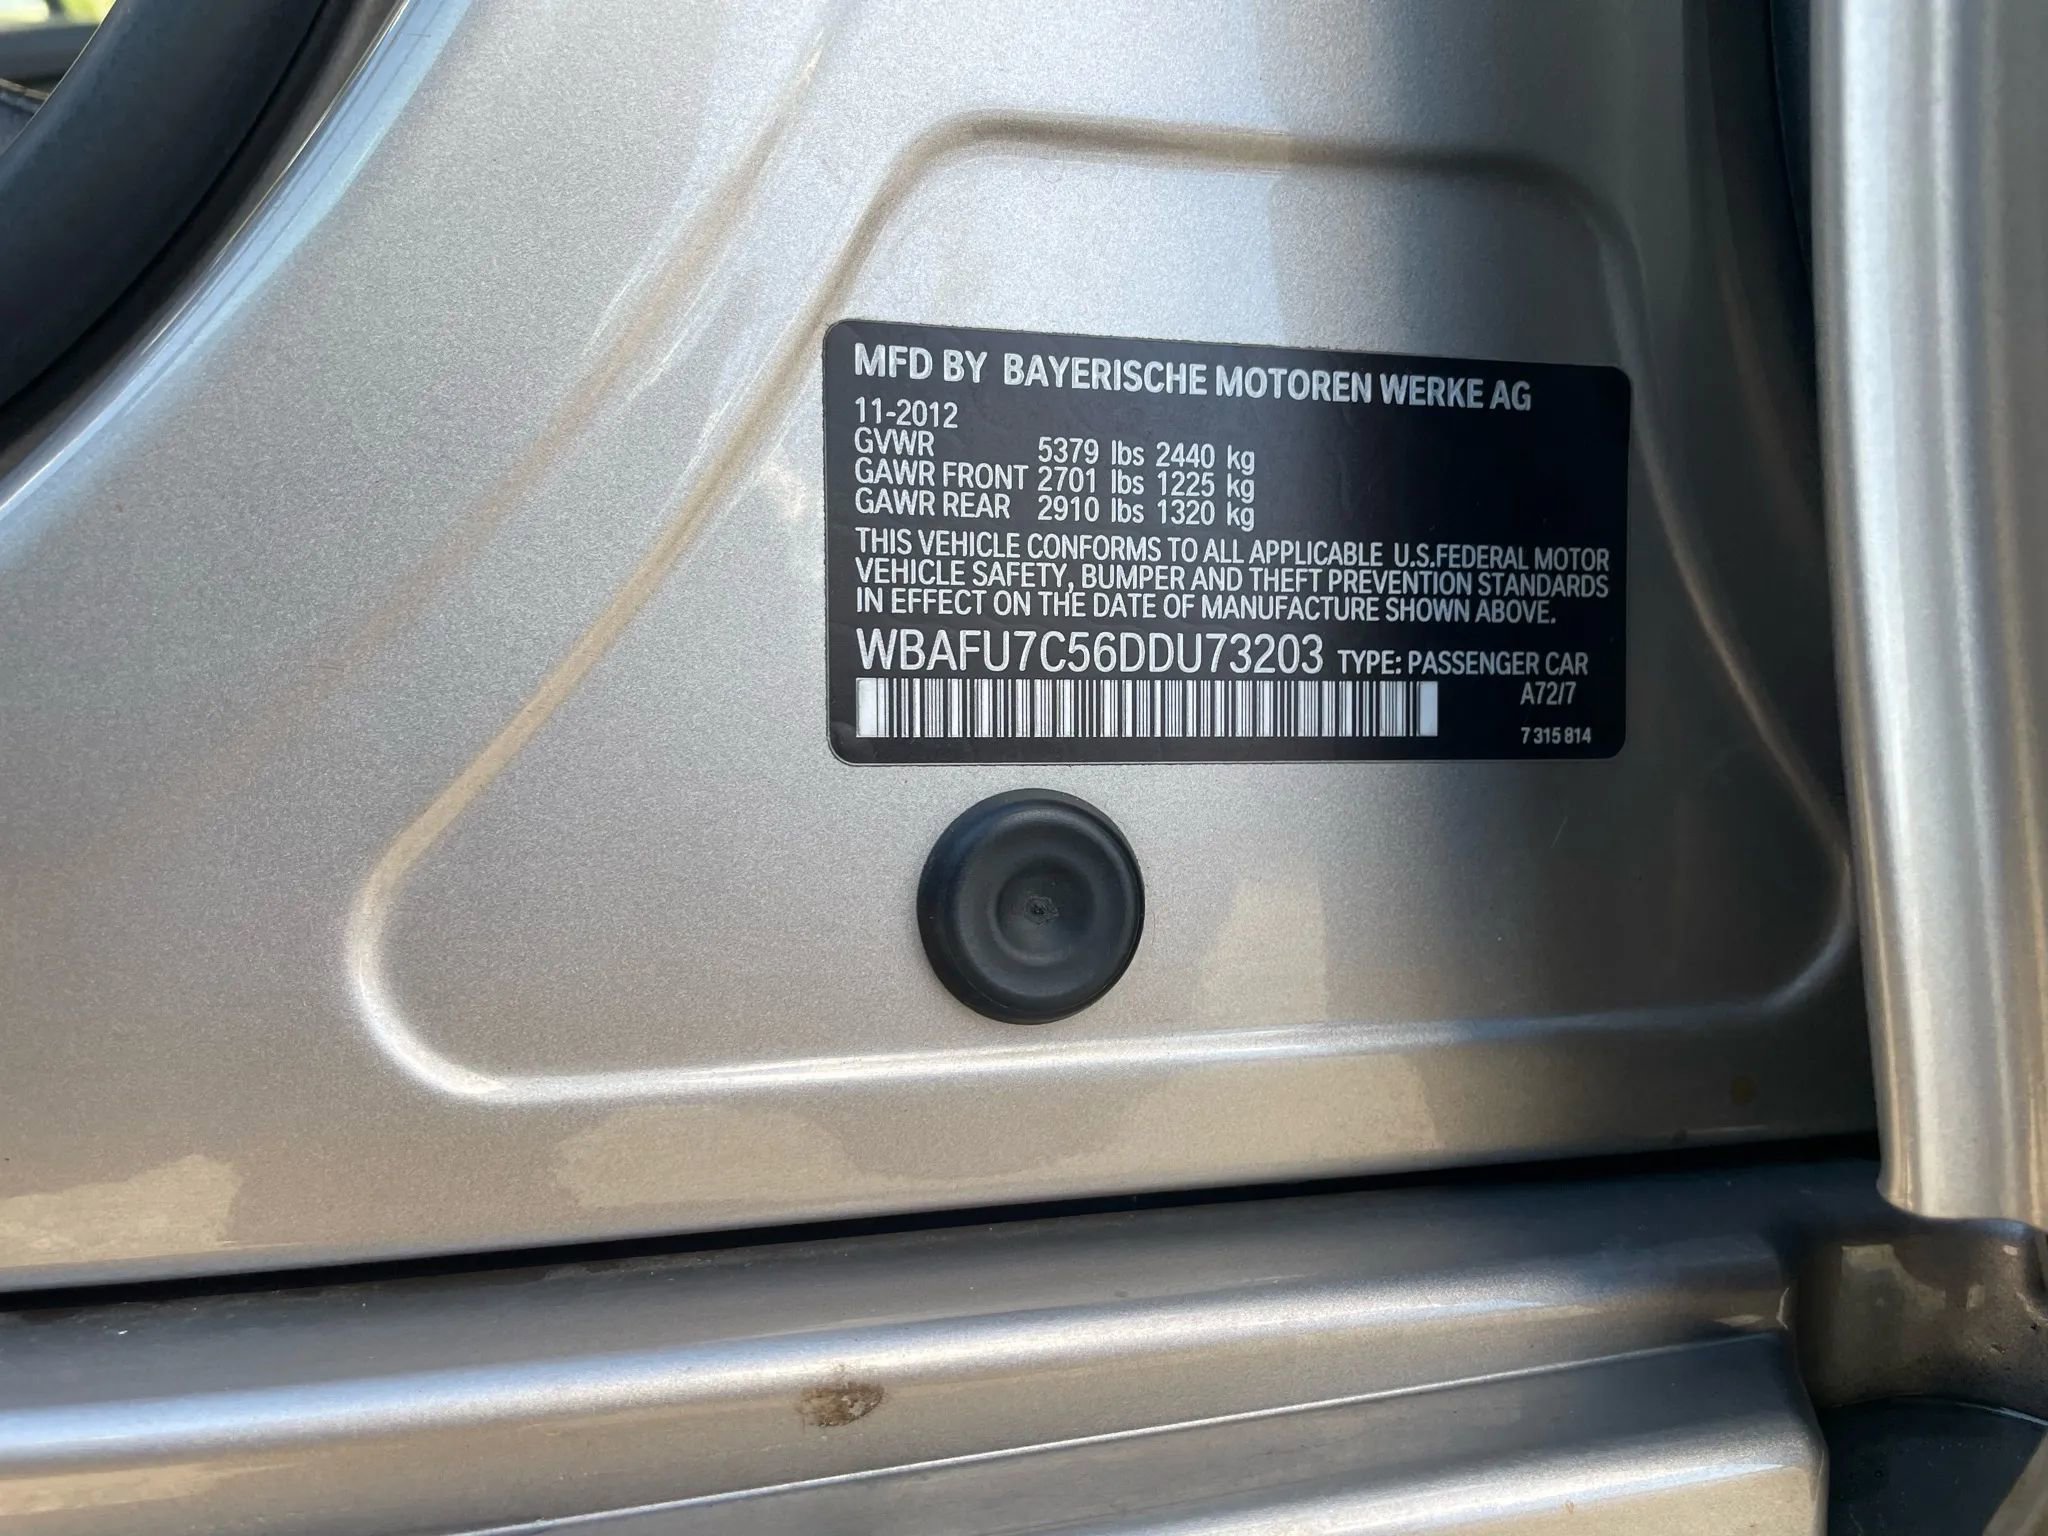 MFD BY BAYERISCHE MOTOREN WERKE AG
11-2012
GVWR 5379 lbs 2440 kg
GAWR FRONT 2701 lbs 1225 kg
GAWR REAR 2910 lbs 1320 kg
THIS VEHICLE CONFORMS TO ALL APPLICABLE U.S.FEDERAL MOTOR
VEHICLE SAFETY, BUMPER AND THEFT PREVENTION STANDARDS
IN EFFECT ON THE DATE OF MANUFACTURE SHOWN ABOVE.
WBAFU7C56DDU73203 TYPE: PASSENGER CAR
A72/7
7 315 814